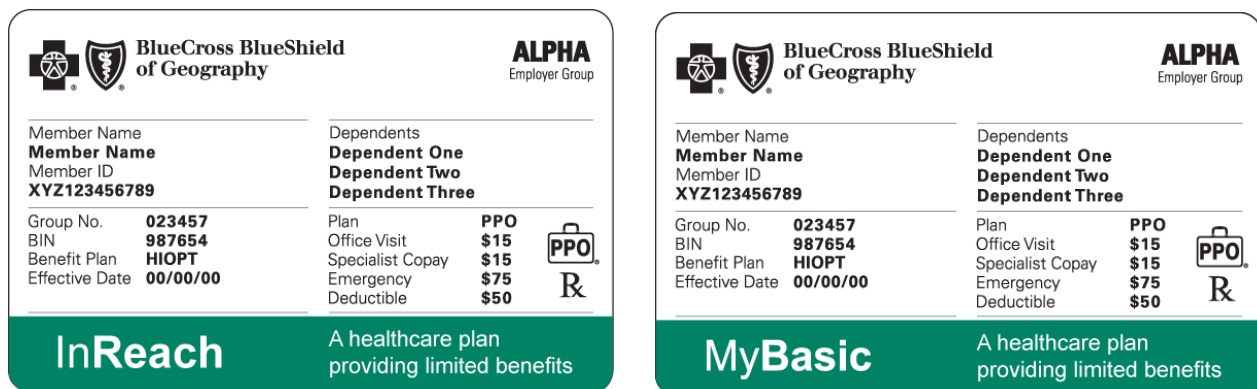 BlueCross BlueShield
of Geography
ALPHA
Employer Group
Member Name
Member Name
Member ID
XYZ123456789
Dependents
Dependent One
Dependent Two
Dependent Three
Group No. 023457
BIN 987654
Benefit Plan HIOPT
Effective Date 00/00/00
Plan PPO
Office Visit $15
Specialist Copay $15
Emergency $75
Deductible $50
PPO
Rx
InReach
A healthcare plan
providing limited benefits
BlueCross BlueShield
of Geography
ALPHA
Employer Group
Member Name
Member Name
Member ID
XYZ123456789
Dependents
Dependent One
Dependent Two
Dependent Three
Group No. 023457
BIN 987654
Benefit Plan HIOPT
Effective Date 00/00/00
Plan PPO
Office Visit $15
Specialist Copay $15
Emergency $75
Deductible $50
PPO
Rx
MyBasic
A healthcare plan
providing limited benefits